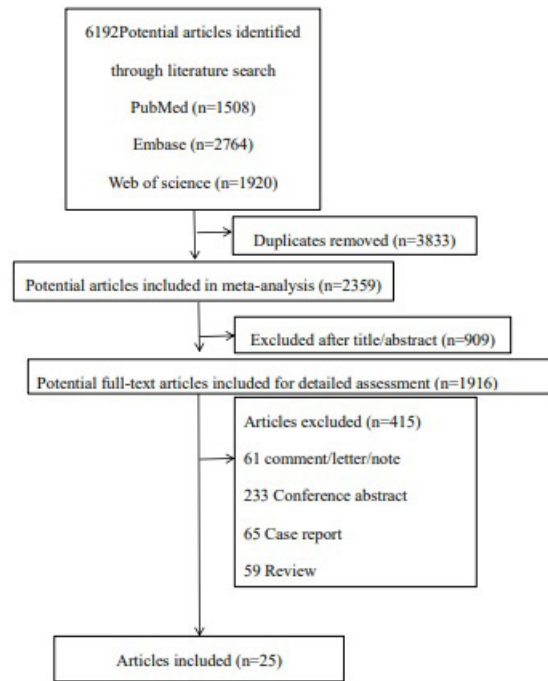 6192Potential articles identified
through literature search
PubMed (n=1508)
Embase (n=2764)
Web of science (n=1920)
Duplicates removed (n=3833)
Potential articles included in meta-analysis (n=2359)
Excluded after title/abstract (n=909)
Potential full-text articles included for detailed assessment (n=1916)
Articles excluded (n=415)
61 comment/letter/note
233 Conference abstract
65 Case report
59 Review
Articles included (n=25)